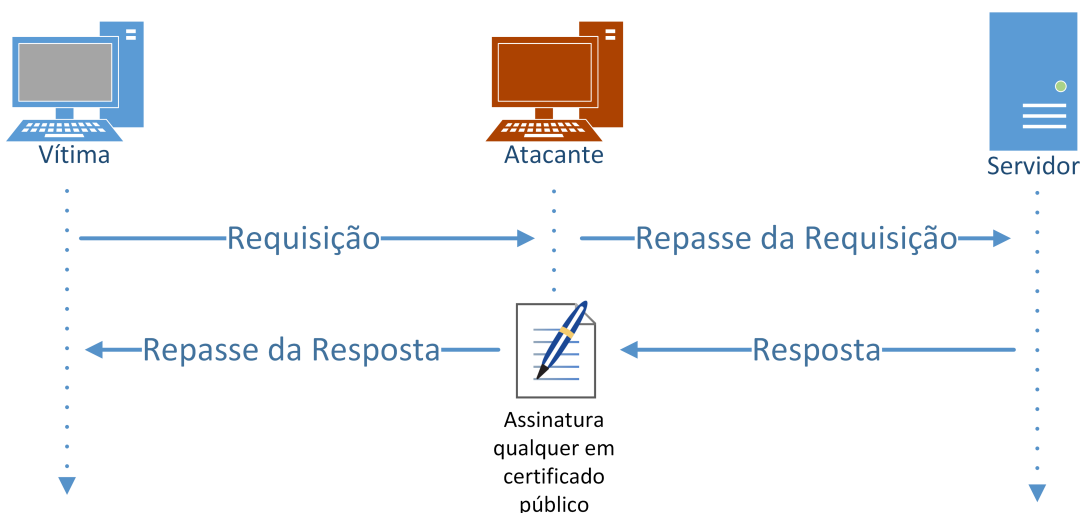 Vítima
Atacante
Servidor
Requisição
Repasse da Requisição
Repasse da Resposta
Resposta
Assinatura
qualquer em
certificado
público